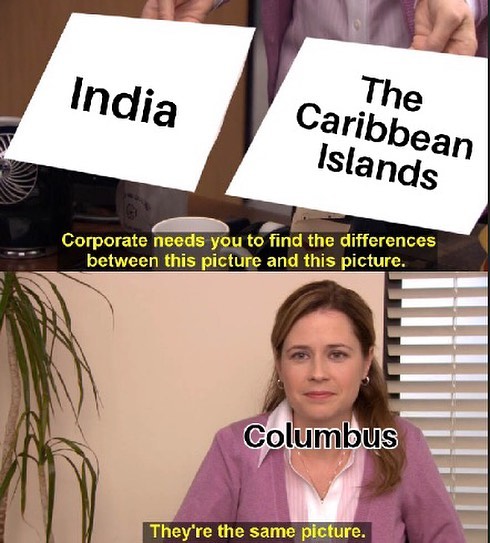 India
The
Caribbean
Islands
Corporate needs you to find the differences
between this picture and this picture.
Columbus
They're the same picture.